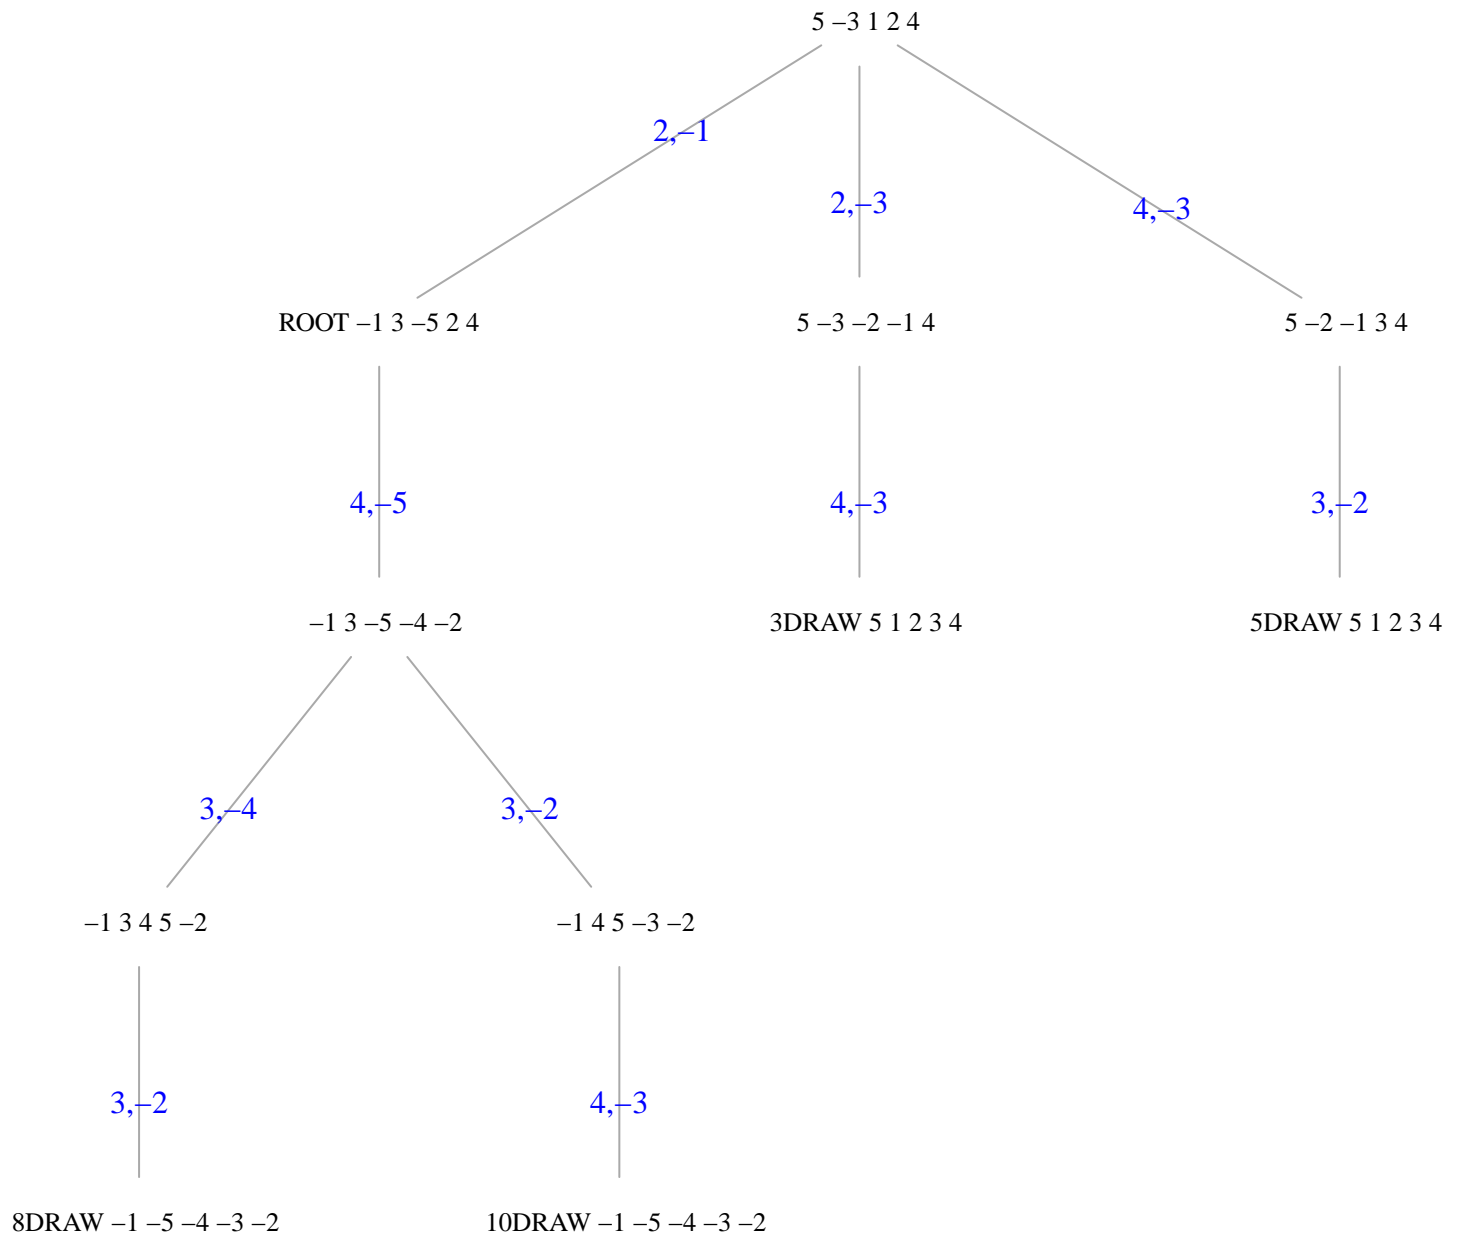 5 –3 1 2 4
2,–1
2,–3
4,–3
ROOT –1 3 –5 2 4
5 –3 –2 –1 4
5 –2 –1 3 4
4,–5
4,–3
3,–2
–1 3 –5 –4 –2
3DRAW 5 1 2 3 4
5DRAW 5 1 2 3 4
3,–4
3,–2
–1 3 4 5 –2
–1 4 5 –3 –2
3,–2
4,–3
8DRAW –1 –5 –4 –3 –2
10DRAW –1 –5 –4 –3 –2